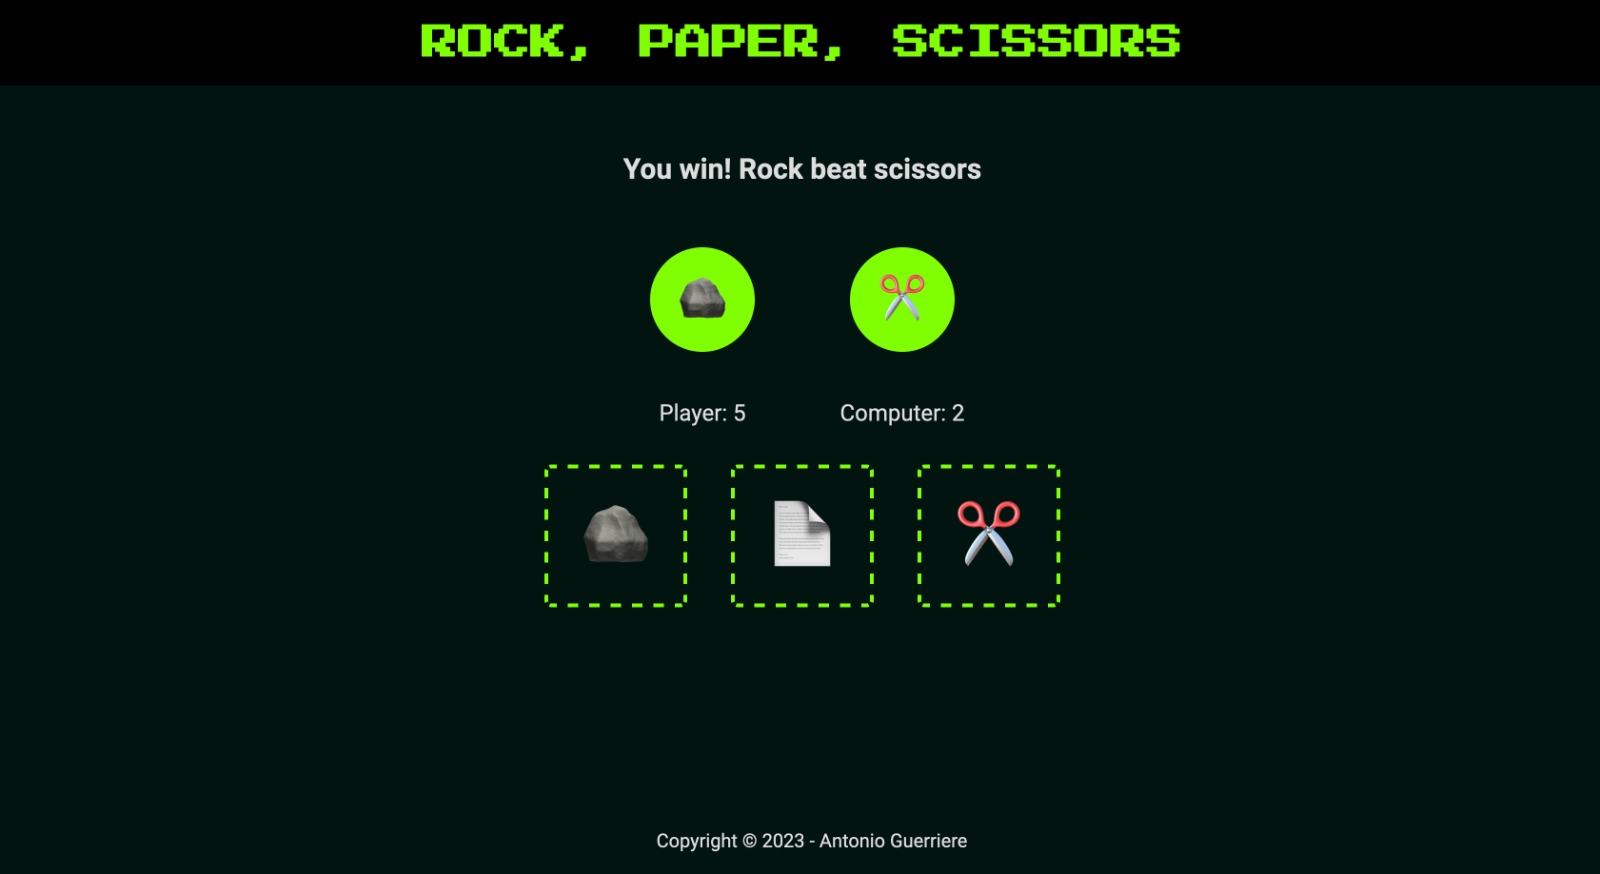 ROCK, PAPER, SCISSORS
You win! Rock beat scissors
Player: 5 Computer: 2
Copyright © 2023 - Antonio Guerriere